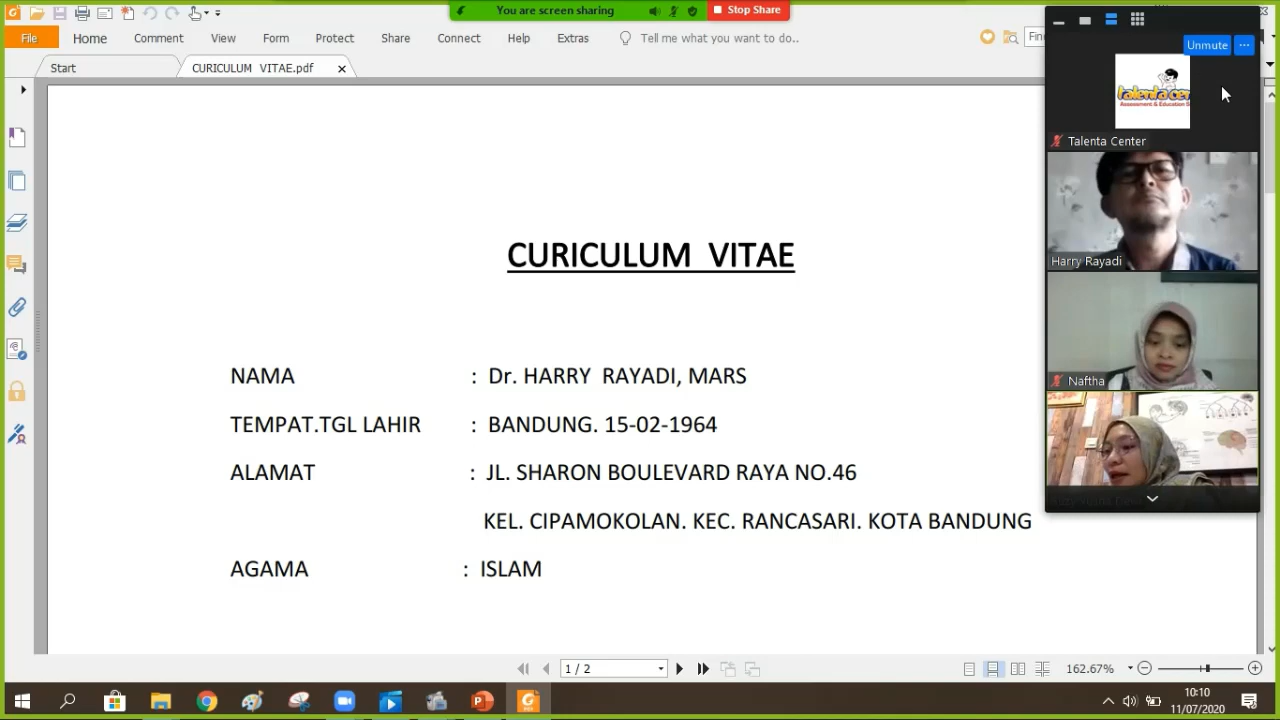 You are screen sharing
Stop Share
File Home Comment View Form Protect Share Connect Help Extras Tell me what you want to do..
Start
CURICULUM VITAE.pdf
Unmute
Assessment & Education
Talenta Center
Harry Rayadi
Naftha
CURICULUM VITAE
NAMA : Dr. HARRY RAYADI, MARS
TEMPAT.TGL LAHIR : BANDUNG. 15-02-1964
ALAMAT : JL. SHARON BOULEVARD RAYA NO.46
KEL. CIPAMOKOLAN. KEC. RANCASARI. KOTA BANDUNG
AGAMA : ISLAM
1 / 2
162.67%
10:10
11/07/2020